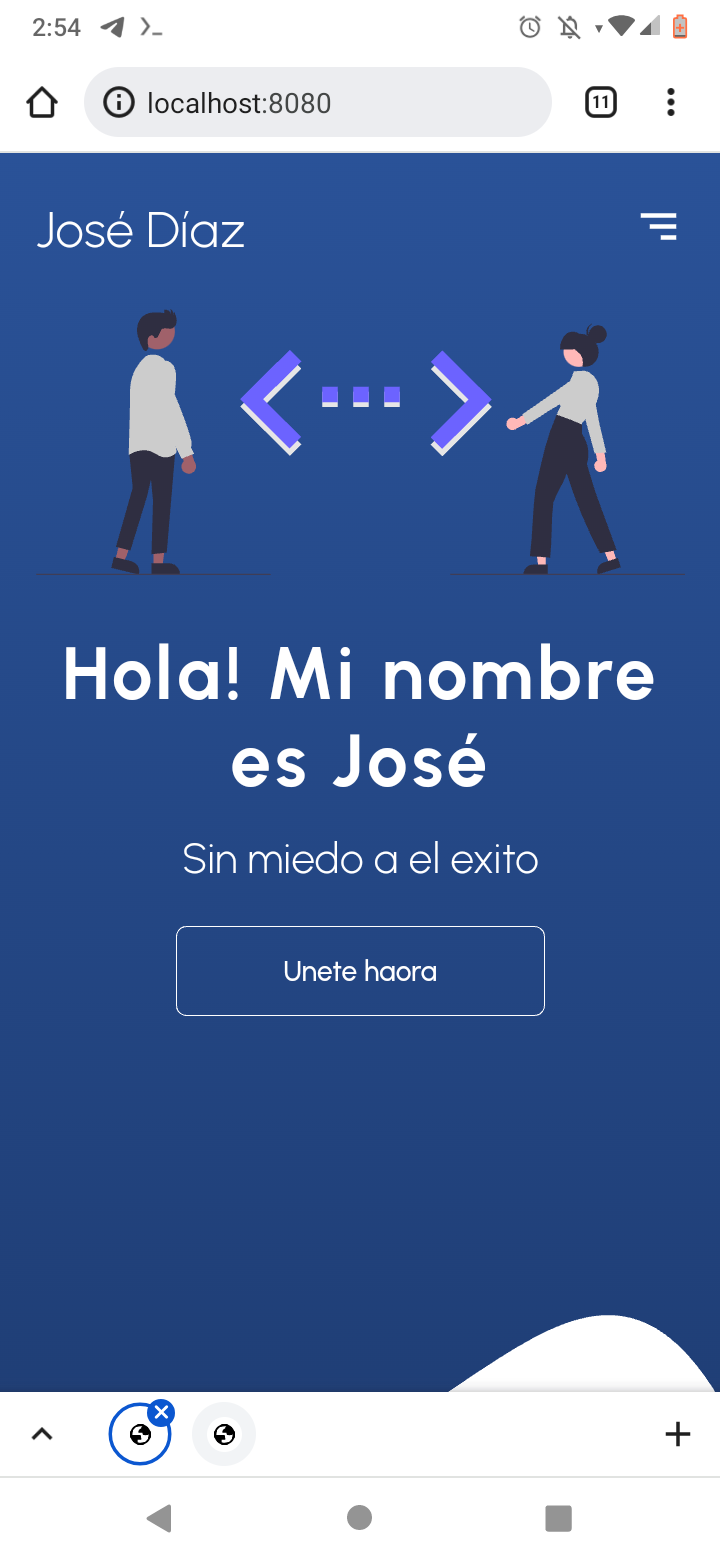 2:54
localhost:8080
11
José Díaz
Hola! Mi nombre
es José
Sin miedo a el exito
Unete haora